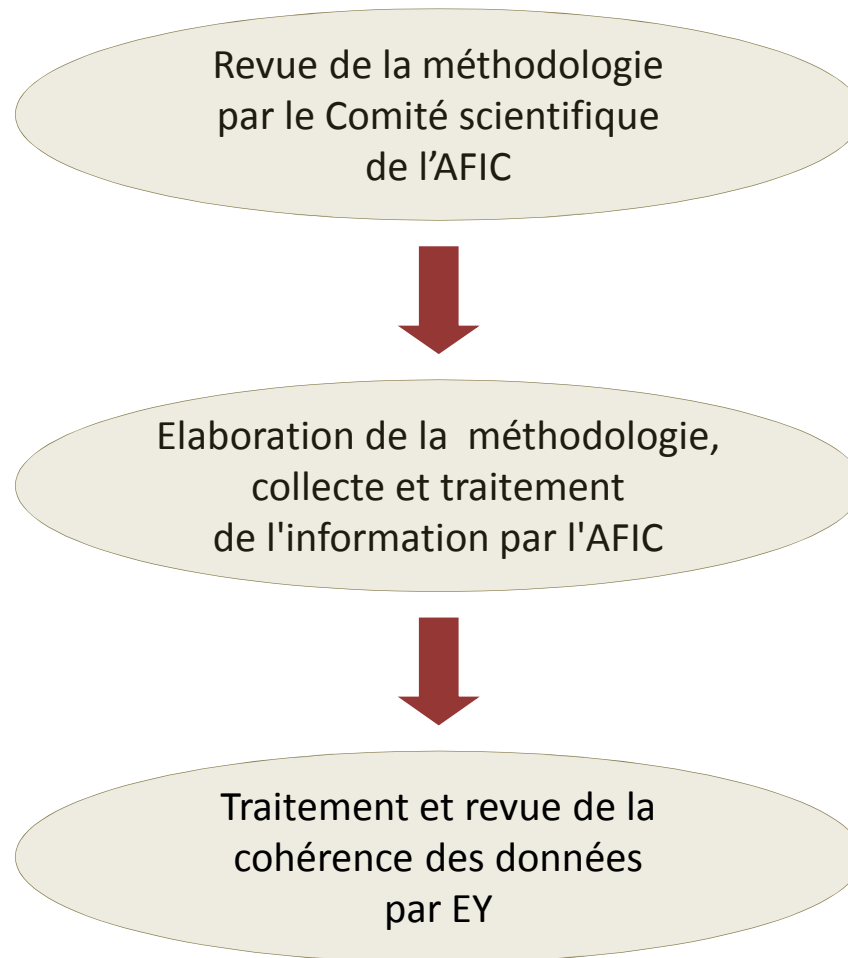 Revue de la méthodologie
par le Comité scientifique
de l’AFIC
Elaboration de la  méthodologie,
collecte et traitement
de l'information par l'AFIC
Traitement et revue de la
cohérence des données
par EY